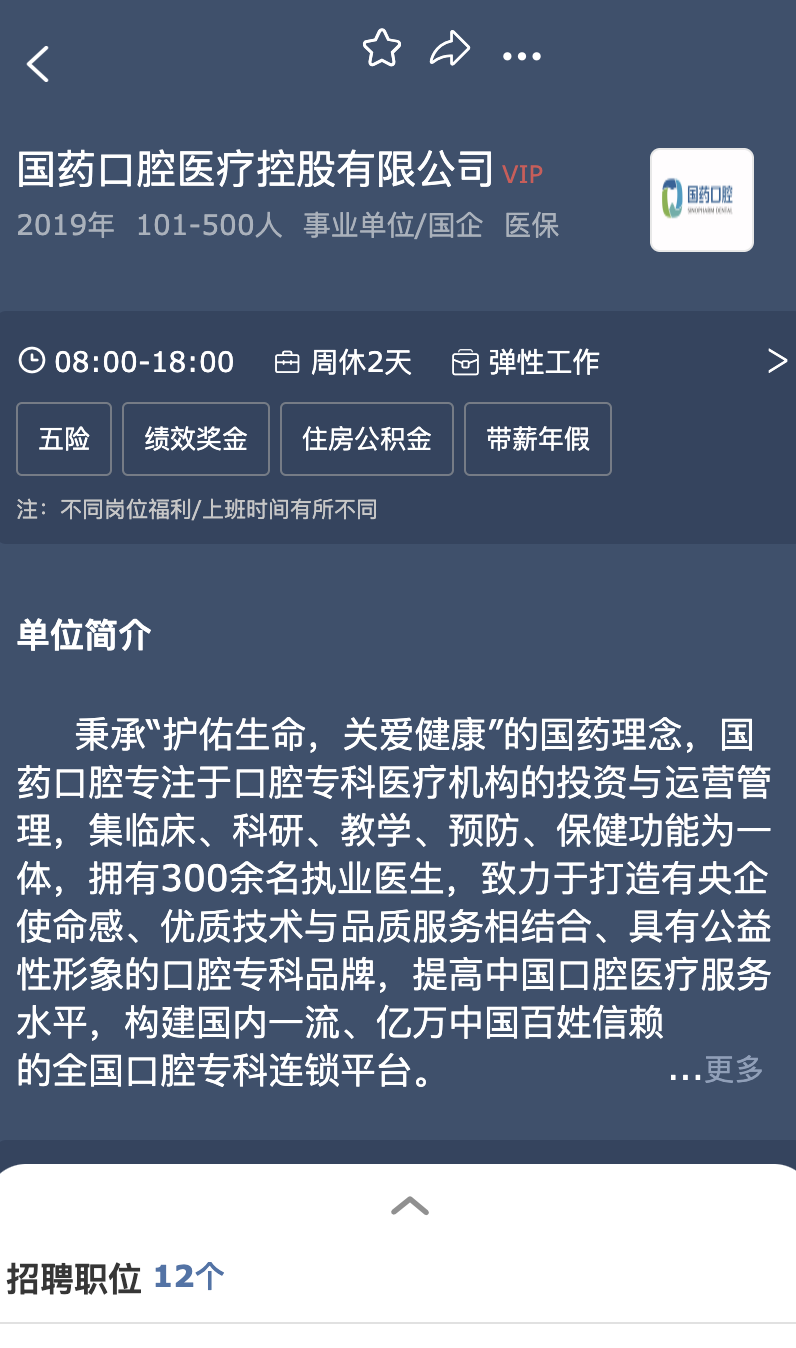 国药口腔医疗控股有限公司 VIP
2019年 101-500人 事业单位/国企 医保
国药口腔
SINOPHARM DENTAL
08:00-18:00 周休2天 弹性工作
五险 绩效奖金 住房公积金 带薪年假
注：不同岗位福利/上班时间有所不同
单位简介
秉承“护佑生命，关爱健康”的国药理念，国
药口腔专注于口腔专科医疗机构的投资与运营管
理，集临床、科研、教学、预防、保健功能为一
体，拥有300余名执业医生，致力于打造有央企
使命感、优质技术与品质服务相结合、具有公益
性形象的口腔专科品牌，提高中国口腔医疗服务
水平，构建国内一流、亿万中国百姓信赖
的全国口腔专科连锁平台。 ...更多
招聘职位 12个